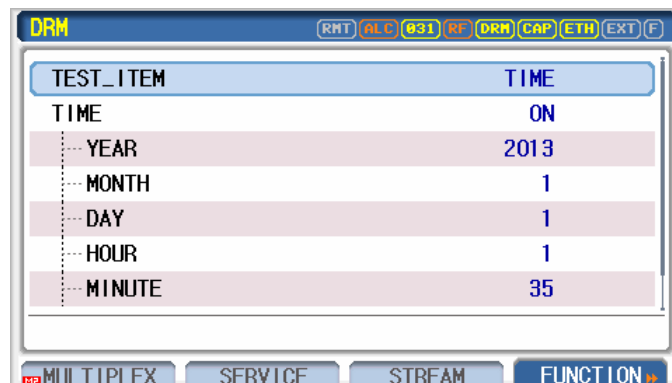 DRM RMT ALC 031 RF DRM CAP ETH EXT F
TEST_ITEM TIME
TIME ON
YEAR 2013
MONTH 1
DAY 1
HOUR 1
MINUTE 35
M2 MULTIPLEX SERVICE STREAM FUNCTION